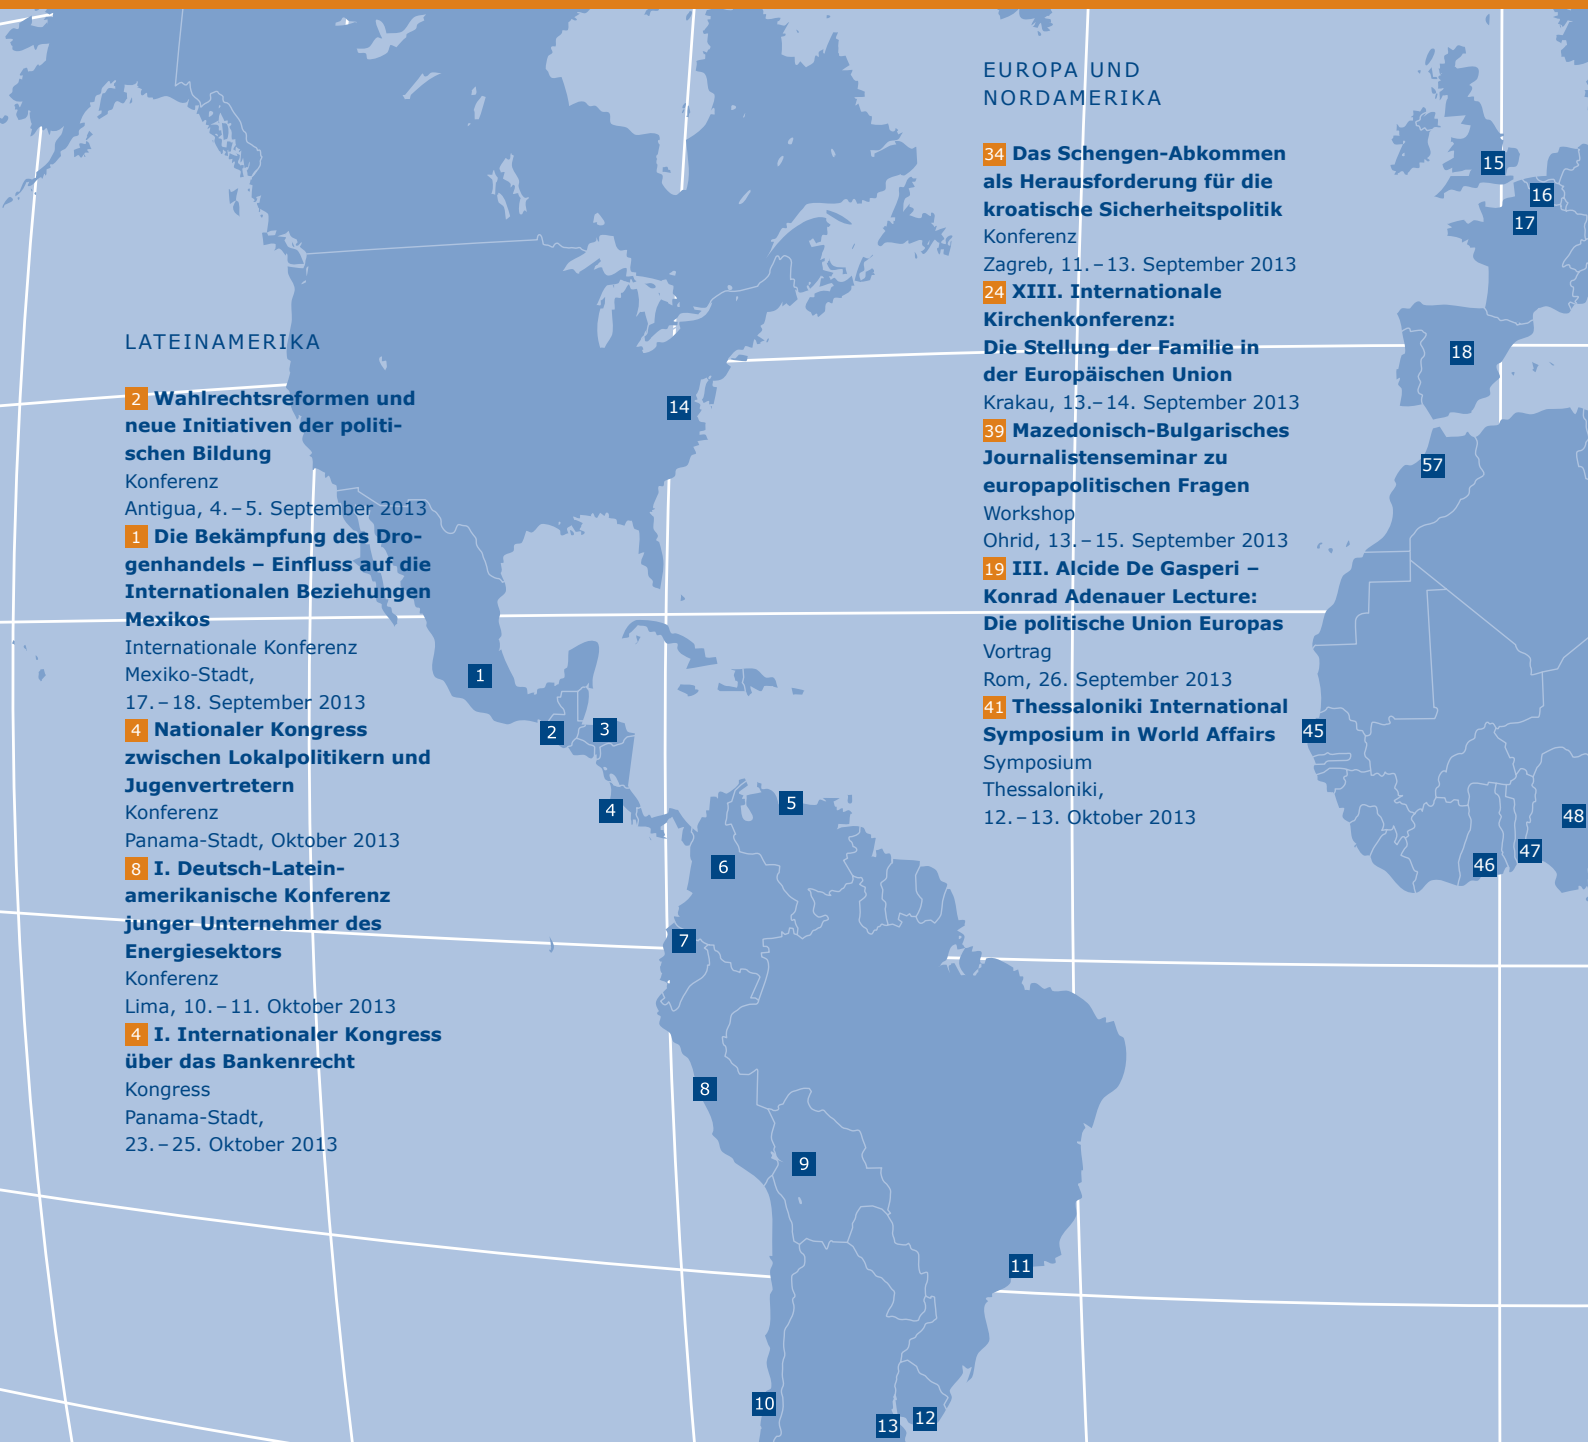 LATEINAMERIKA
2 Wahlrechtsreformen und
neue Initiativen der politi-
schen Bildung
Konferenz
Antigua, 4.–5. September 2013
1 Die Bekämpfung des Dro-
genhandels – Einfluss auf die
Internationalen Beziehungen
Mexikos
Internationale Konferenz
Mexiko-Stadt,
17.–18. September 2013
4 Nationaler Kongress
zwischen Lokalpolitikern und
Jugenvertretern
Konferenz
Panama-Stadt, Oktober 2013
8 I. Deutsch-Latein-
amerikanische Konferenz
junger Unternehmer des
Energiesektors
Konferenz
Lima, 10.–11. Oktober 2013
4 I. Internationaler Kongress
über das Bankenrecht
Kongress
Panama-Stadt,
23.–25. Oktober 2013
EUROPA UND
NORDAMERIKA
34 Das Schengen-Abkommen
als Herausforderung für die
kroatische Sicherheitspolitik
Konferenz
Zagreb, 11.–13. September 2013
24 XIII. Internationale
Kirchenkonferenz:
Die Stellung der Familie in
der Europäischen Union
Krakau, 13.–14. September 2013
39 Mazedonisch-Bulgarisches
Journalistenseminar zu
europapolitischen Fragen
Workshop
Ohrid, 13.–15. September 2013
19 III. Alcide De Gasperi –
Konrad Adenauer Lecture:
Die politische Union Europas
Vortrag
Rom, 26. September 2013
41 Thessaloniki International
Symposium in World Affairs
Symposium
Thessaloniki,
12.–13. Oktober 2013
14
1
2
3
4
5
6
7
8
9
10
11
12
13
15
16
17
18
57
45
46
47
48